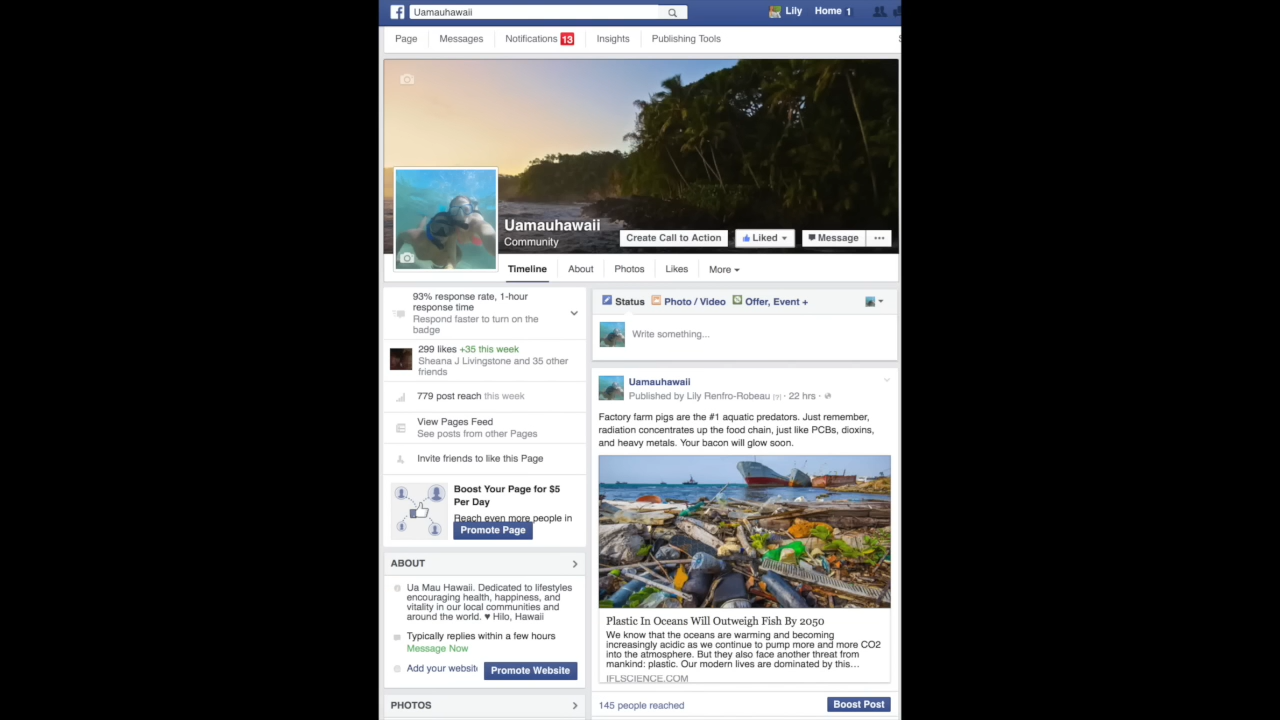 Uamauhawaii
Lily Home 1
Page Messages Notifications 13 Insights Publishing Tools
Uamauhawaii
Community
Create Call to Action Liked Message
Timeline About Photos Likes More
93% response rate, 1-hour
response time
Respond faster to turn on the
badge
299 likes +35 this week
Sheana J Livingstone and 35 other
friends
779 post reach this week
View Pages Feed
See posts from other Pages
Invite friends to like this Page
Boost Your Page for $5
Per Day
Reach even more people in
Promote Page
ABOUT
Ua Mau Hawaii. Dedicated to lifestyles
encouraging health, happiness, and
vitality in our local communities and
around the world. ♥ Hilo, Hawaii
Typically replies within a few hours
Message Now
Add your website
Promote Website
PHOTOS
Status Photo / Video Offer, Event +
Write something...
Uamauhawaii
Published by Lily Renfro-Robeau [?] · 22 hrs ·
Factory farm pigs are the #1 aquatic predators. Just remember,
radiation concentrates up the food chain, just like PCBs, dioxins,
and heavy metals. Your bacon will glow soon.
Plastic In Oceans Will Outweigh Fish By 2050
We know that the oceans are warming and becoming
increasingly acidic as we continue to pump more and more CO2
into the atmosphere. But they also face another threat from
mankind: plastic. Our modern lives are dominated by this...
IFLSCIENCE.COM
145 people reached
Boost Post